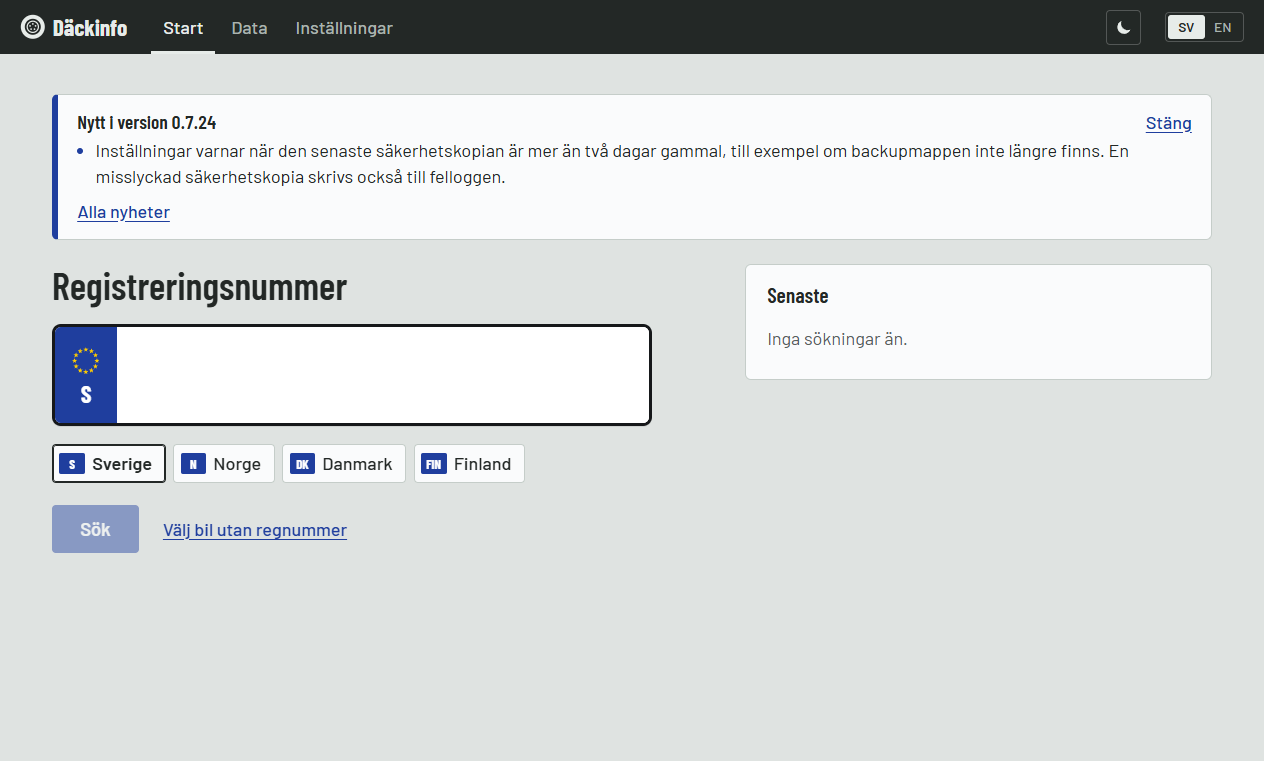 Däckinfo Start Data Inställningar SV EN
Nytt i version 0.7.24 Stäng
Inställningar varnar när den senaste säkerhetskopian är mer än två dagar gammal, till exempel om backupmappen inte längre finns. En
misslyckad säkerhetskopia skrivs också till felloggen.
Alla nyheter
Registreringsnummer
S
S Sverige N Norge DK Danmark FIN Finland
Sök Välj bil utan regnummer
Senaste
Inga sökningar än.